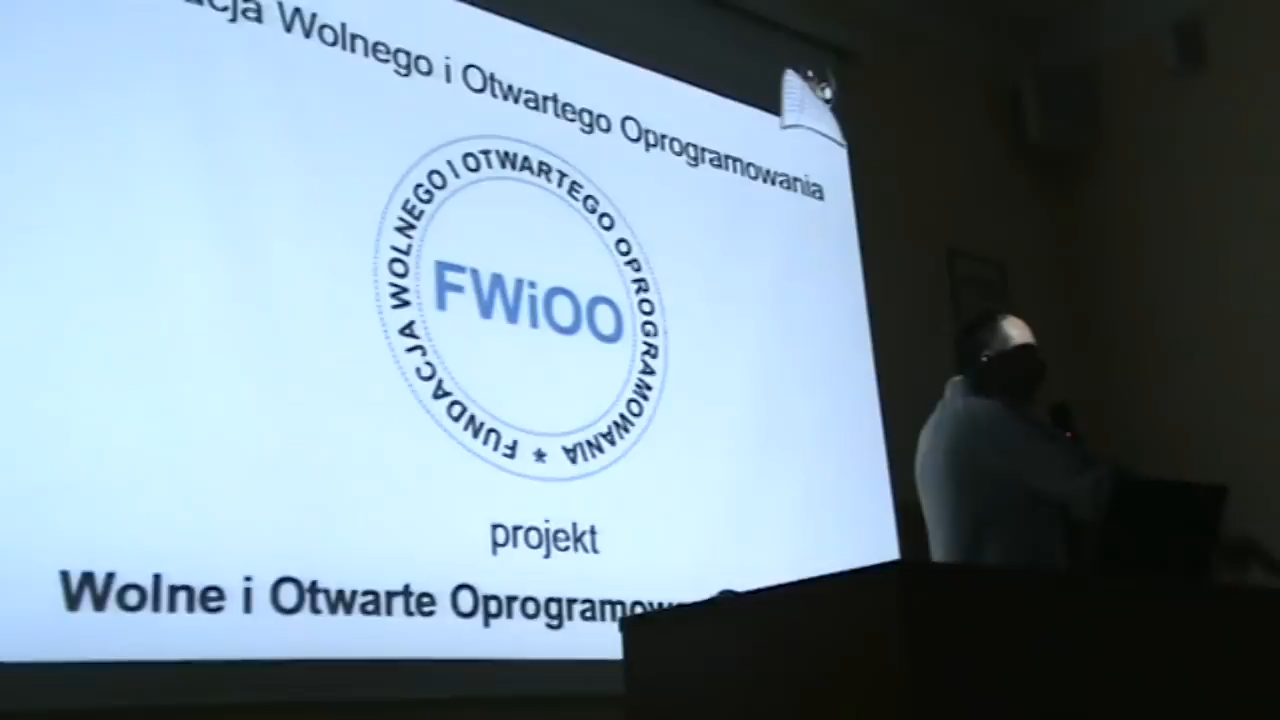 Wolnego i Otwartego Oprogramowania
FUNDACJA WOLNEGO I OTWARTEGO OPROGRAMOWANIA *
FWiOO
projekt
Wolne i Otwarte